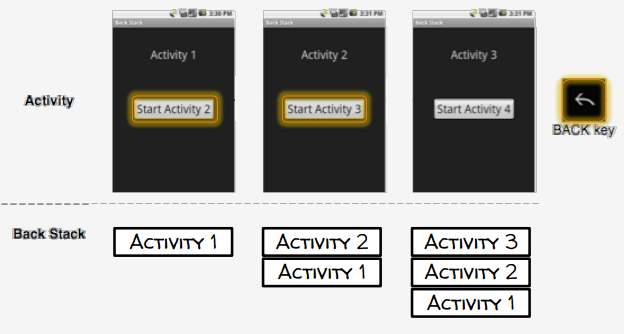 3:30 PM
3:31 PM
3:31 PM
Back Stack
Back Stack
Back Stack
Activity 1
Activity 2
Activity 3
Activity
Start Activity 2
Start Activity 3
Start Activity 4
BACK key
Back Stack
ACTIVITY 1
ACTIVITY 2
ACTIVITY 3
ACTIVITY 1
ACTIVITY 2
ACTIVITY 1